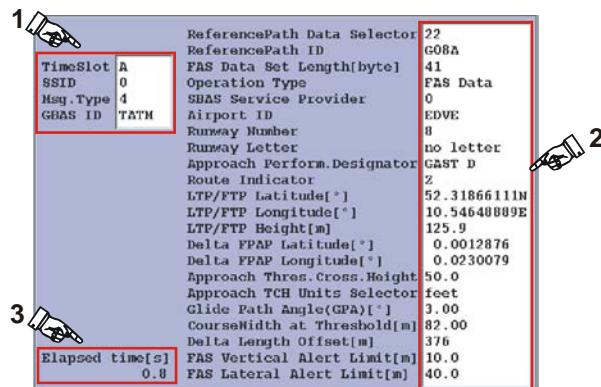 1
ReferencePath Data Selector 22
ReferencePath ID G08A
TimeSlot A FAS Data Set Length[byte] 41
SSID 0 Operation Type FAS Data
Msg.Type 4 SBAS Service Provider 0
GBAS ID TATM Airport ID EDVE
Runway Number 8
Runway Letter no letter
2
Approach Perform.Designator GAST D
Route Indicator Z
LTP/FTP Latitude[°] 52.31866111N
LTP/FTP Longitude[°] 10.54648889E
LTP/FTP Height[m] 125.9
Delta FPAP Latitude[°] 0.0012876
Delta FPAP Longitude[°] 0.0230079
Approach Thres.Cross.Height 50.0
Approach TCH Units Selector feet
3
Glide Path Angle(GPA)[°] 3.00
CourseWidth at Threshold[m] 82.00
Delta Length Offset[m] 376
Elapsed time[s] FAS Vertical Alert Limit[m] 10.0
0.8 FAS Lateral Alert Limit[m] 40.0